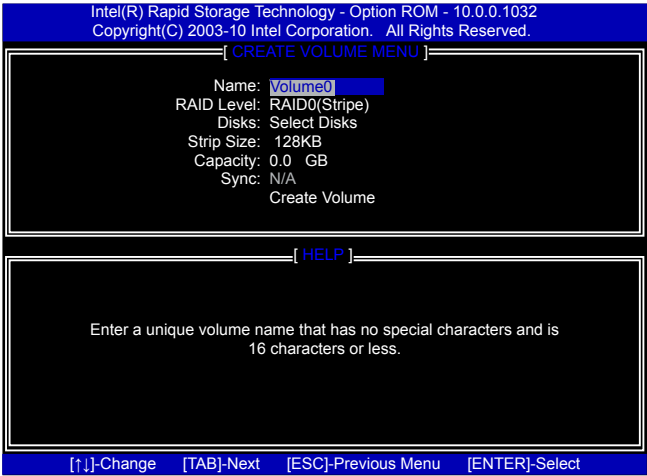 Intel(R) Rapid Storage Technology - Option ROM - 10.0.0.1032
Copyright(C) 2003-10 Intel Corporation.   All Rights Reserved.
[ CREATE VOLUME MENU ]
Name: Volume0
RAID Level: RAID0(Stripe)
Disks: Select Disks
Strip Size: 128KB
Capacity: 0.0   GB
Sync: N/A
Create Volume
[ HELP ]
Enter a unique volume name that has no special characters and is
16 characters or less.
[↑↓]-Change   [TAB]-Next   [ESC]-Previous Menu   [ENTER]-Select